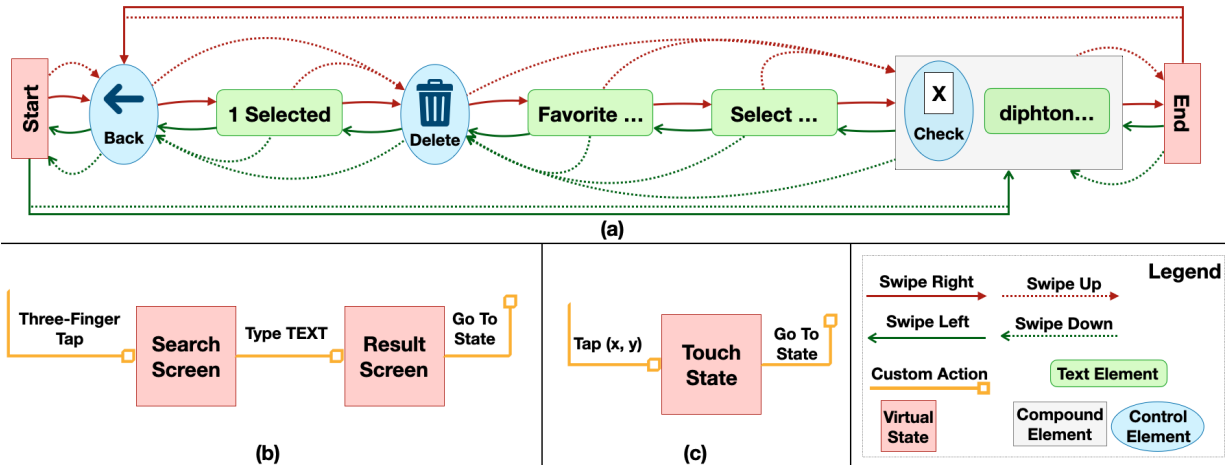 Start
Back
1 Selected
Delete
Favorite ...
Select ...
X
Check
diphton...
End
(a)
Three-Finger
Tap
Search
Screen
Type TEXT
Result
Screen
Go To
State
(b)
Tap (x, y)
Touch
State
Go To
State
(c)
Legend
Swipe Right
Swipe Up
Swipe Left
Swipe Down
Custom Action
Text Element
Virtual
State
Compound
Element
Control
Element